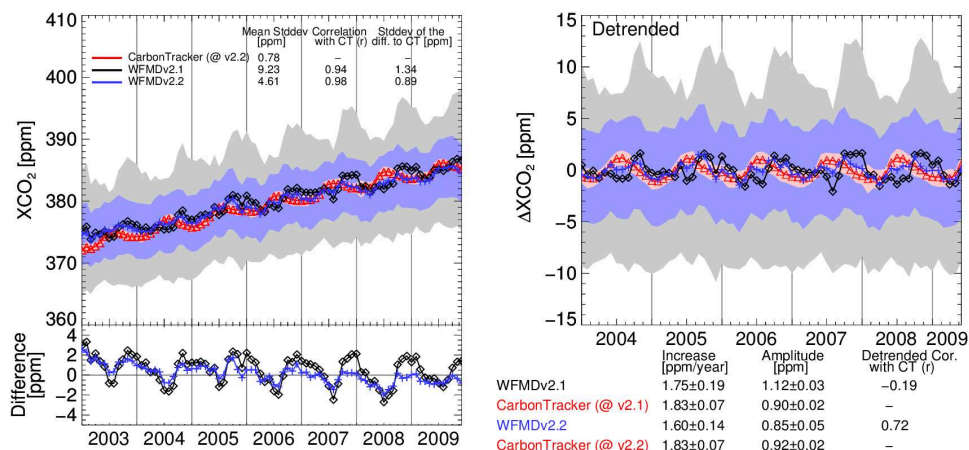 410
400
390
380
370
360
XCO2 [ppm]
Mean Stddev Correlation Stddev of the
[ppm] with CT (r) diff. to CT [ppm]
CarbonTracker (@ v2.2) 0.78 – –
WFMDv2.1 9.23 0.94 1.34
WFMDv2.2 4.61 0.98 0.89
4
2
0
−2
−4
Difference
[ppm]
2003 2004 2005 2006 2007 2008 2009
Detrended
15
10
5
0
−5
−10
−15
ΔXCO2 [ppm]
2004 2005 2006 2007 2008 2009
Increase Amplitude Detrended Cor.
[ppm/year] [ppm] with CT (r)
WFMDv2.1 1.75±0.19 1.12±0.03 −0.19
CarbonTracker (@ v2.1) 1.83±0.07 0.90±0.02 –
WFMDv2.2 1.60±0.14 0.85±0.05 0.72
CarbonTracker (@ v2.2) 1.83±0.07 0.92±0.02 –